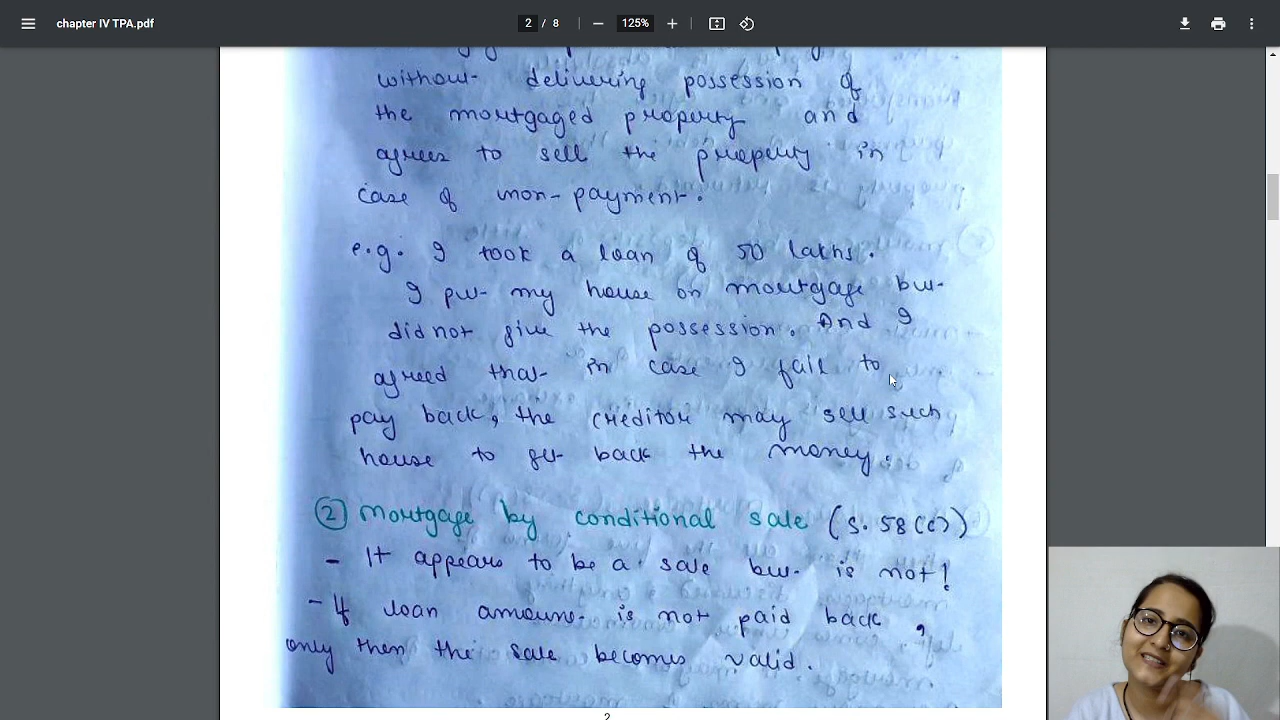 chapter IV TPA.pdf
2 / 8
125%
without delivering possession of
the mortgaged property and
agrees to sell the property in
case of non-payment.
e.g. I took a loan of 50 lakhs.
I put my house on mortgage but
did not give the possession. And I
agreed that in case I fail to
pay back, the creditor may sell such
house to get back the money.
② Mortgage by conditional sale (S. 58(c))
- It appears to be a sale but is not!
- If loan amount is not paid back,
only then the sale becomes valid.
2